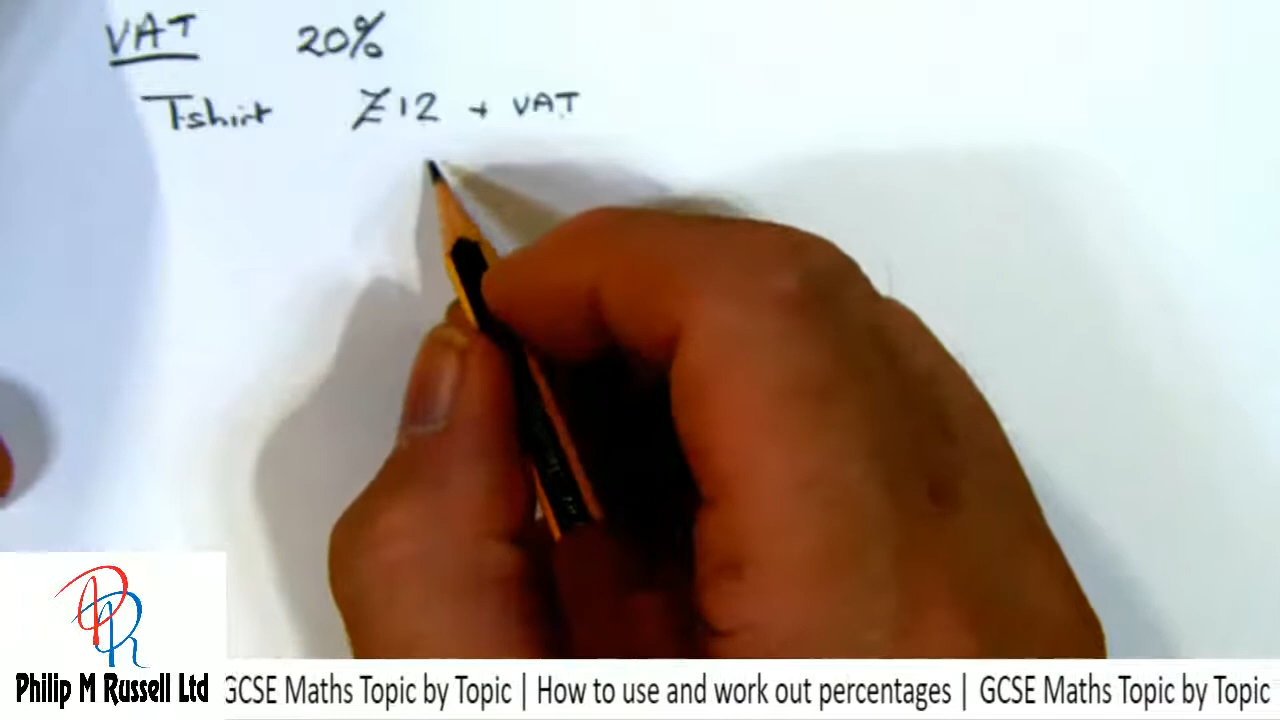 VAT 20%
T-shirt £12 + VAT
Philip M Russell Ltd
GCSE Maths Topic by Topic | How to use and work out percentages | GCSE Maths Topic by Topic